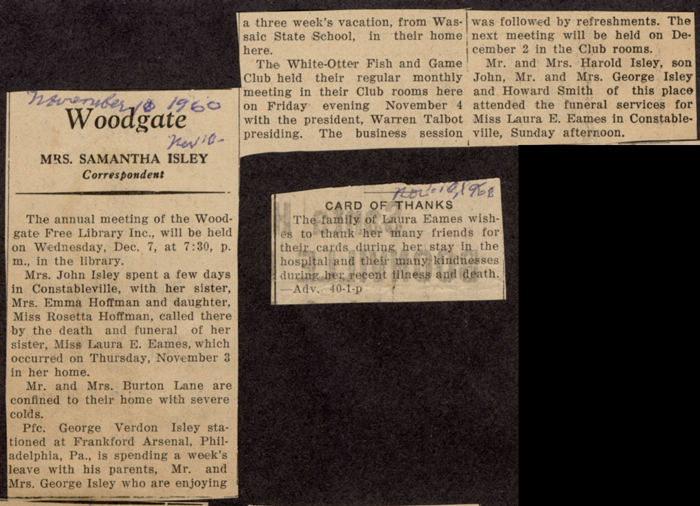 November 10 1960
Woodgate
Nov 10-
MRS. SAMANTHA ISLEY
Correspondent
The annual meeting of the Wood-
gate Free Library Inc., will be held
on Wednesday, Dec. 7, at 7:30, p.
m., in the library.
Mrs. John Isley spent a few days
in Constableville, with her sister,
Mrs. Emma Hoffman and daughter,
Miss Rosetta Hoffman, called there
by the death and funeral of her
sister, Miss Laura E. Eames, which
occurred on Thursday, November 3
in her home.
Mr. and Mrs. Burton Lane are
confined to their home with severe
colds.
Pfc. George Verdon Isley sta-
tioned at Frankford Arsenal, Phil-
adelphia, Pa., is spending a week's
leave with his parents, Mr. and
Mrs. George Isley who are enjoying
a three week's vacation, from Was-
saic State School, in their home
here.
The White-Otter Fish and Game
Club held their regular monthly
meeting in their Club rooms here
on Friday evening November 4
with the president, Warren Talbot
presiding. The business session
was followed by refreshments. The
next meeting will be held on De-
cember 2 in the Club rooms.
Mr. and Mrs. Harold Isley, son
John, Mr. and Mrs. George Isley
and Howard Smith of this place
attended the funeral services for
Miss Laura E. Eames in Constable-
ville, Sunday afternoon.
Nov. 10, 1960
CARD OF THANKS
The family of Laura Eames wish-
es to thank her many friends for
their cards during her stay in the
hospital and their many kindnesses
during her recent illness and death.
—Adv. 40-1-p